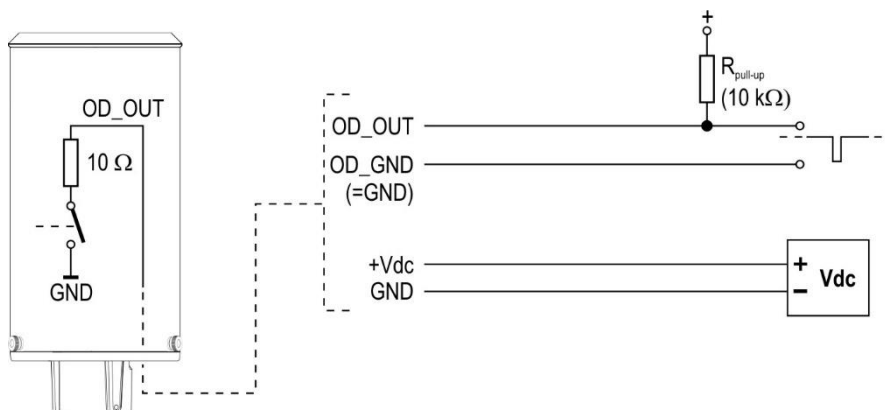 OD_OUT
10 Ω
GND
+
R pull-up
(10 kΩ)
OD_OUT
OD_GND
(=GND)
+Vdc
GND
+
Vdc
−